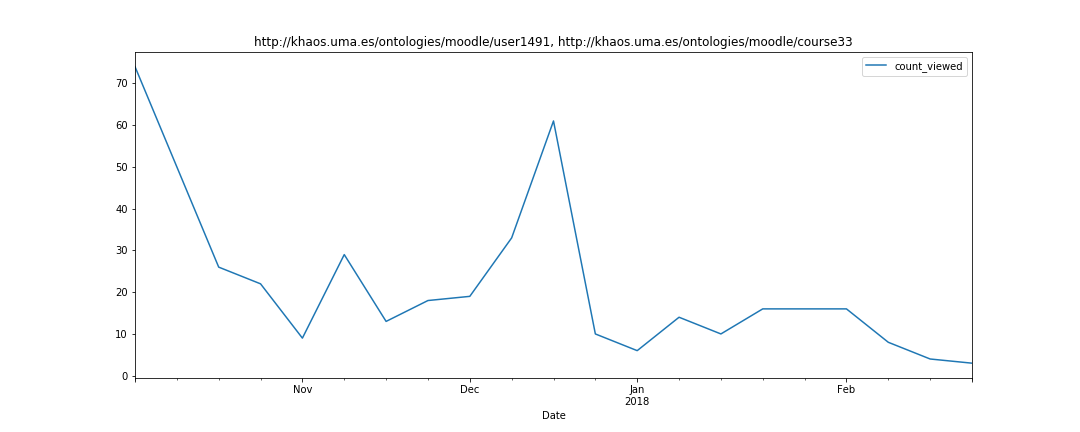 http://khaos.uma.es/ontologies/moodle/user1491, http://khaos.uma.es/ontologies/moodle/course33
count_viewed
70
60
50
40
30
20
10
0
Nov
Dec
Jan
2018
Feb
Date